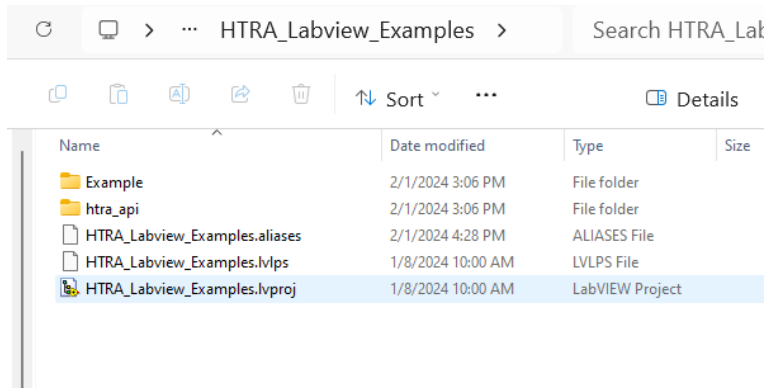 HTRA_Labview_Examples
Search HTRA_Lab
Sort
Details
Name Date modified Type Size
Example 2/1/2024 3:06 PM File folder
htra_api 2/1/2024 3:06 PM File folder
HTRA_Labview_Examples.aliases 2/1/2024 4:28 PM ALIASES File
HTRA_Labview_Examples.lvlps 1/8/2024 10:00 AM LVLPS File
HTRA_Labview_Examples.lvproj 1/8/2024 10:00 AM LabVIEW Project